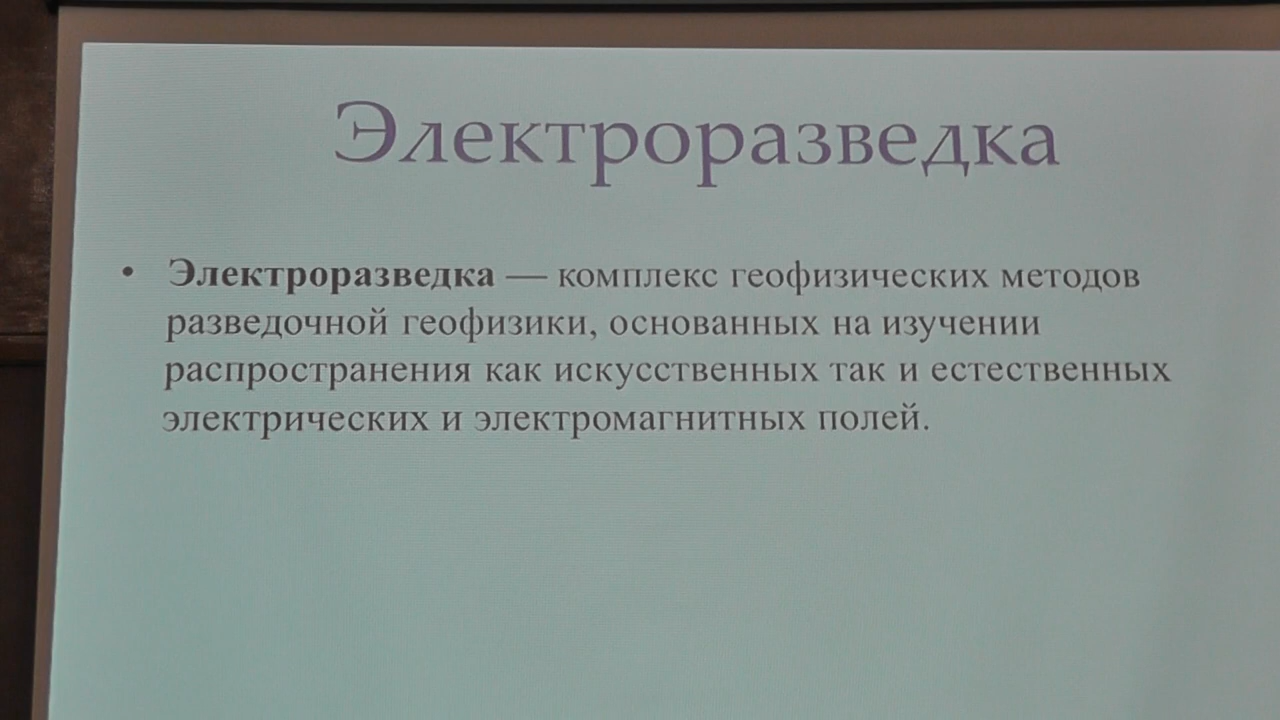 Электроразведка
• Электроразведка — комплекс геофизических методов
разведочной геофизики, основанных на изучении
распространения как искусственных так и естественных
электрических и электромагнитных полей.